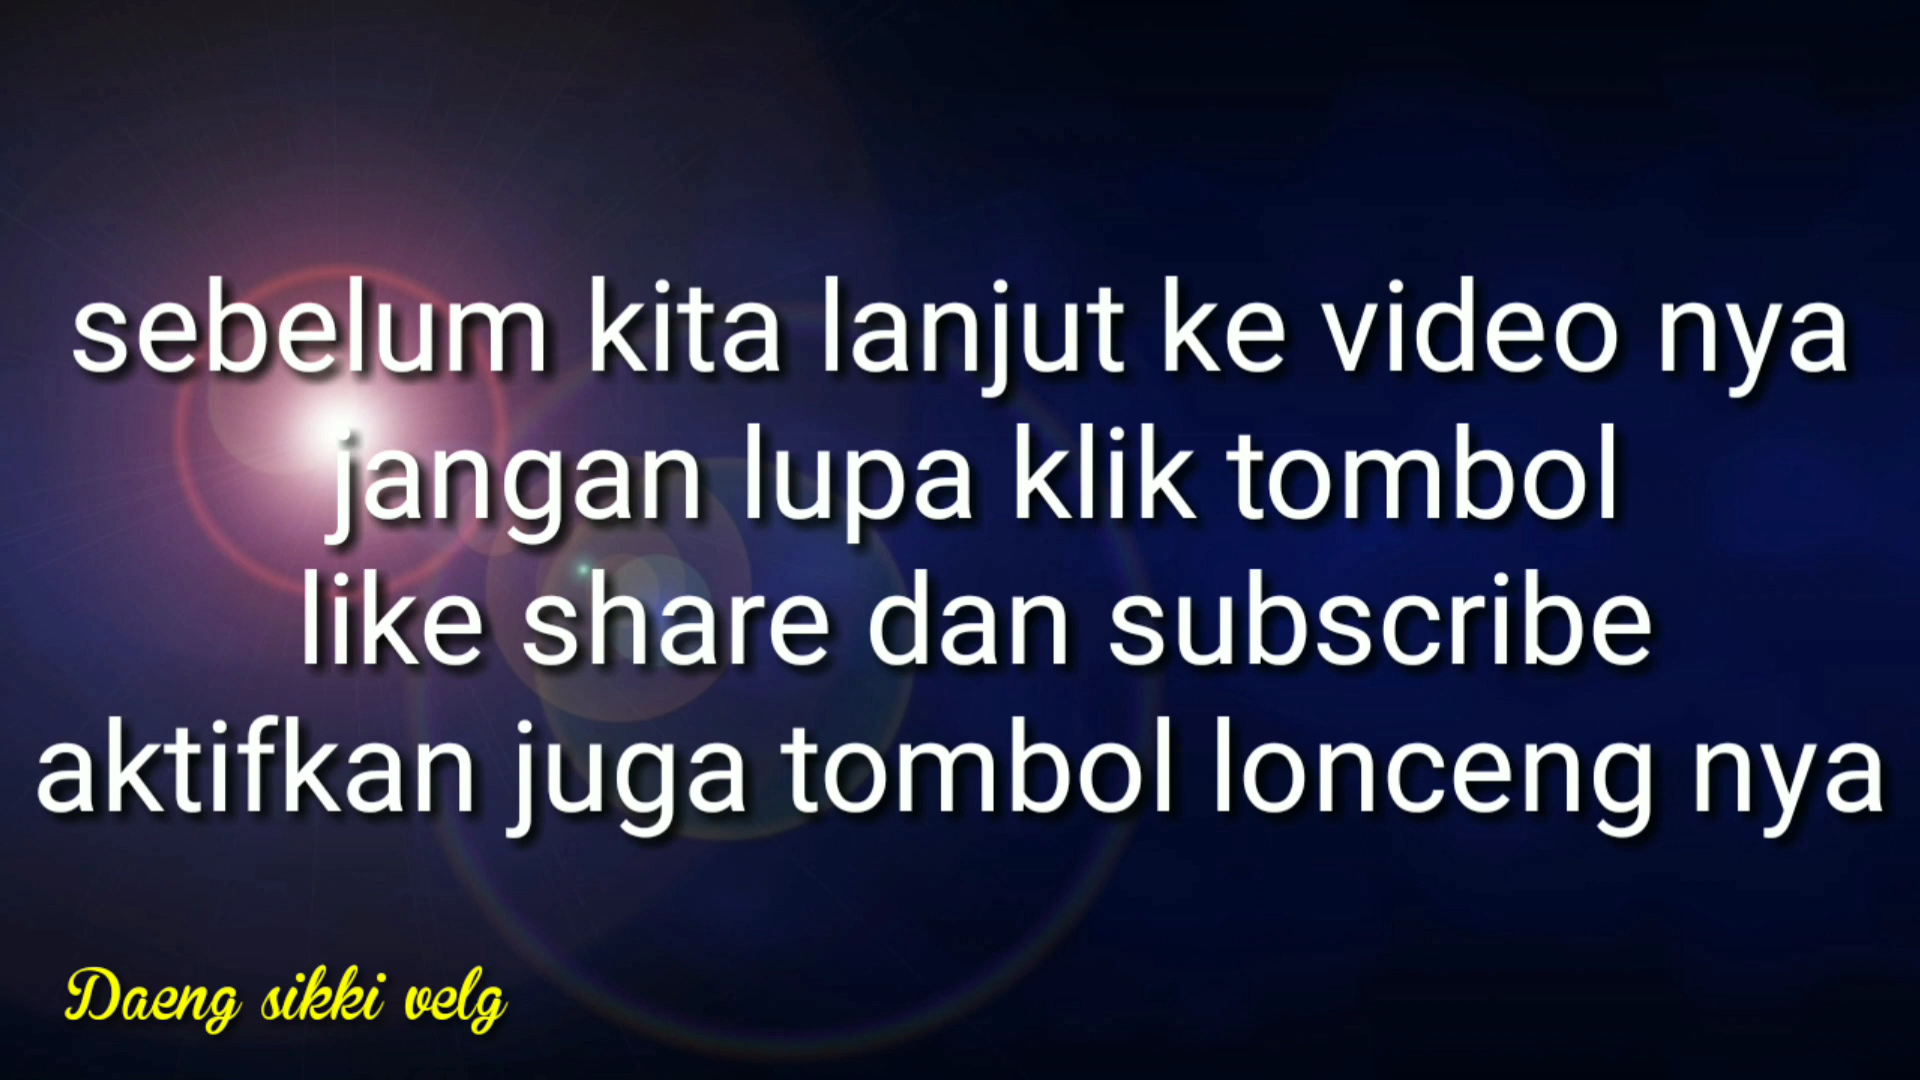 sebelum kita lanjut ke video nya
jangan lupa klik tombol
like share dan subscribe
aktifkan juga tombol lonceng nya
Daeng sikki velg